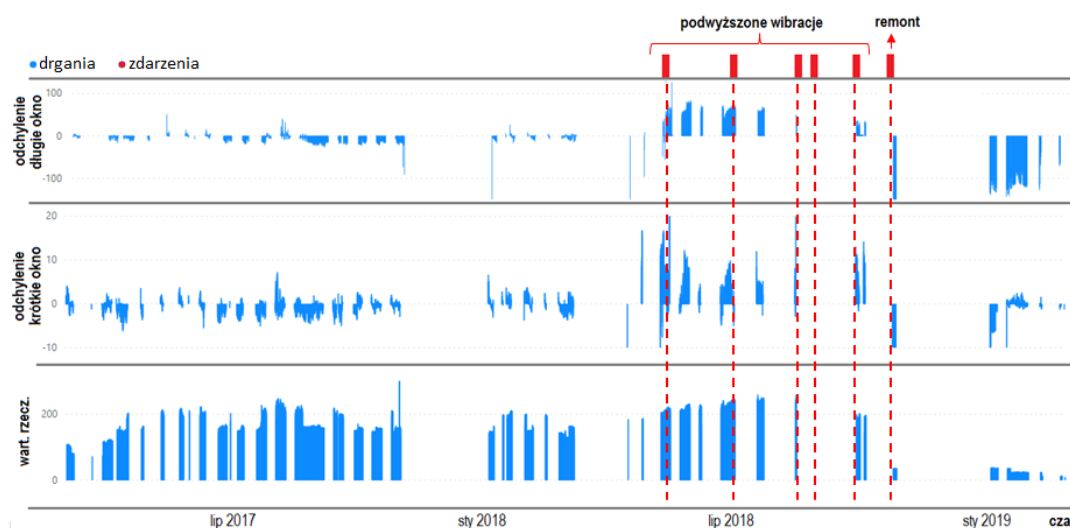 podwyższone wibracje
remont
drgania
zdarzenia
odchylenie
długie okno
100
0
-100
odchylenie
krótkie okno
20
10
0
-10
wart. rzecz.
200
0
lip 2017
sty 2018
lip 2018
sty 2019
cza